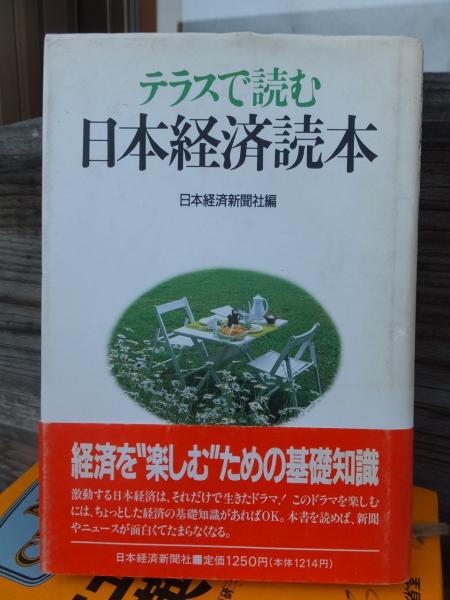 テラスで読む
日本経済読本
日本経済新聞社編
経済を"楽しむ"ための基礎知識
激動する日本経済は、それだけで生きたドラマ！このドラマを楽しむ
には、ちょっとした経済の基礎知識があればOK。本書を読めば、新聞
やニュースが面白くてたまらなくなる。
日本経済新聞社■定価1250円(本体1214円)